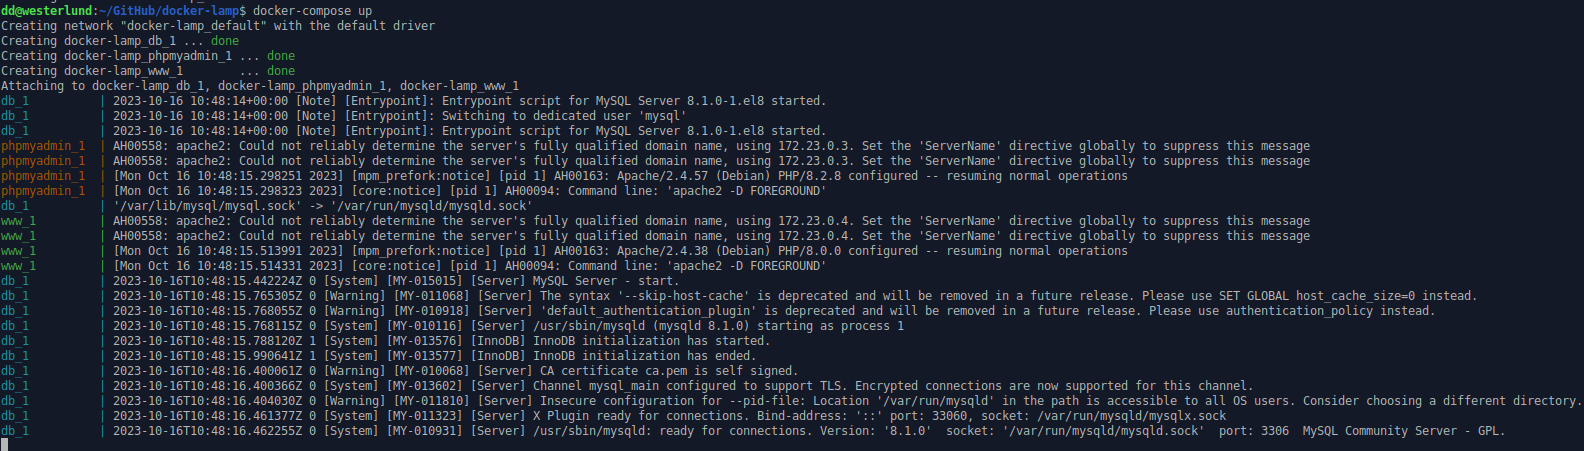 dd@westerlund:~/GitHub/docker-lamp$ docker-compose up
Creating network "docker-lamp_default" with the default driver
Creating docker-lamp_db_1 ... done
Creating docker-lamp_phpmyadmin_1 ... done
Creating docker-lamp_www_1        ... done
Attaching to docker-lamp_db_1, docker-lamp_phpmyadmin_1, docker-lamp_www_1
db_1          | 2023-10-16 10:48:14+00:00 [Note] [Entrypoint]: Entrypoint script for MySQL Server 8.1.0-1.el8 started.
db_1          | 2023-10-16 10:48:14+00:00 [Note] [Entrypoint]: Switching to dedicated user 'mysql'
db_1          | 2023-10-16 10:48:14+00:00 [Note] [Entrypoint]: Entrypoint script for MySQL Server 8.1.0-1.el8 started.
phpmyadmin_1  | AH00558: apache2: Could not reliably determine the server's fully qualified domain name, using 172.23.0.3. Set the 'ServerName' directive globally to suppress this message
phpmyadmin_1  | AH00558: apache2: Could not reliably determine the server's fully qualified domain name, using 172.23.0.3. Set the 'ServerName' directive globally to suppress this message
phpmyadmin_1  | [Mon Oct 16 10:48:15.298251 2023] [mpm_prefork:notice] [pid 1] AH00163: Apache/2.4.57 (Debian) PHP/8.2.8 configured -- resuming normal operations
phpmyadmin_1  | [Mon Oct 16 10:48:15.298323 2023] [core:notice] [pid 1] AH00094: Command line: 'apache2 -D FOREGROUND'
db_1          | '/var/lib/mysql/mysql.sock' -> '/var/run/mysqld/mysqld.sock'
www_1         | AH00558: apache2: Could not reliably determine the server's fully qualified domain name, using 172.23.0.4. Set the 'ServerName' directive globally to suppress this message
www_1         | AH00558: apache2: Could not reliably determine the server's fully qualified domain name, using 172.23.0.4. Set the 'ServerName' directive globally to suppress this message
www_1         | [Mon Oct 16 10:48:15.513991 2023] [mpm_prefork:notice] [pid 1] AH00163: Apache/2.4.38 (Debian) PHP/8.0.0 configured -- resuming normal operations
www_1         | [Mon Oct 16 10:48:15.514331 2023] [core:notice] [pid 1] AH00094: Command line: 'apache2 -D FOREGROUND'
db_1          | 2023-10-16T10:48:15.442224Z 0 [System] [MY-015015] [Server] MySQL Server - start.
db_1          | 2023-10-16T10:48:15.765305Z 0 [Warning] [MY-011068] [Server] The syntax '--skip-host-cache' is deprecated and will be removed in a future release. Please use SET GLOBAL host_cache_size=0 instead.
db_1          | 2023-10-16T10:48:15.768055Z 0 [Warning] [MY-010918] [Server] 'default_authentication_plugin' is deprecated and will be removed in a future release. Please use authentication_policy instead.
db_1          | 2023-10-16T10:48:15.768115Z 0 [System] [MY-010116] [Server] /usr/sbin/mysqld (mysqld 8.1.0) starting as process 1
db_1          | 2023-10-16T10:48:15.788120Z 1 [System] [MY-013576] [InnoDB] InnoDB initialization has started.
db_1          | 2023-10-16T10:48:15.990641Z 1 [System] [MY-013577] [InnoDB] InnoDB initialization has ended.
db_1          | 2023-10-16T10:48:16.400061Z 0 [Warning] [MY-010068] [Server] CA certificate ca.pem is self signed.
db_1          | 2023-10-16T10:48:16.400366Z 0 [System] [MY-013602] [Server] Channel mysql_main configured to support TLS. Encrypted connections are now supported for this channel.
db_1          | 2023-10-16T10:48:16.404030Z 0 [Warning] [MY-011810] [Server] Insecure configuration for --pid-file: Location '/var/run/mysqld' in the path is accessible to all OS users. Consider choosing a different directory.
db_1          | 2023-10-16T10:48:16.461377Z 0 [System] [MY-011323] [Server] X Plugin ready for connections. Bind-address: '::' port: 33060, socket: /var/run/mysqld/mysqlx.sock
db_1          | 2023-10-16T10:48:16.462255Z 0 [System] [MY-010931] [Server] /usr/sbin/mysqld: ready for connections. Version: '8.1.0'  socket: '/var/run/mysqld/mysqld.sock'  port: 3306  MySQL Community Server - GPL.